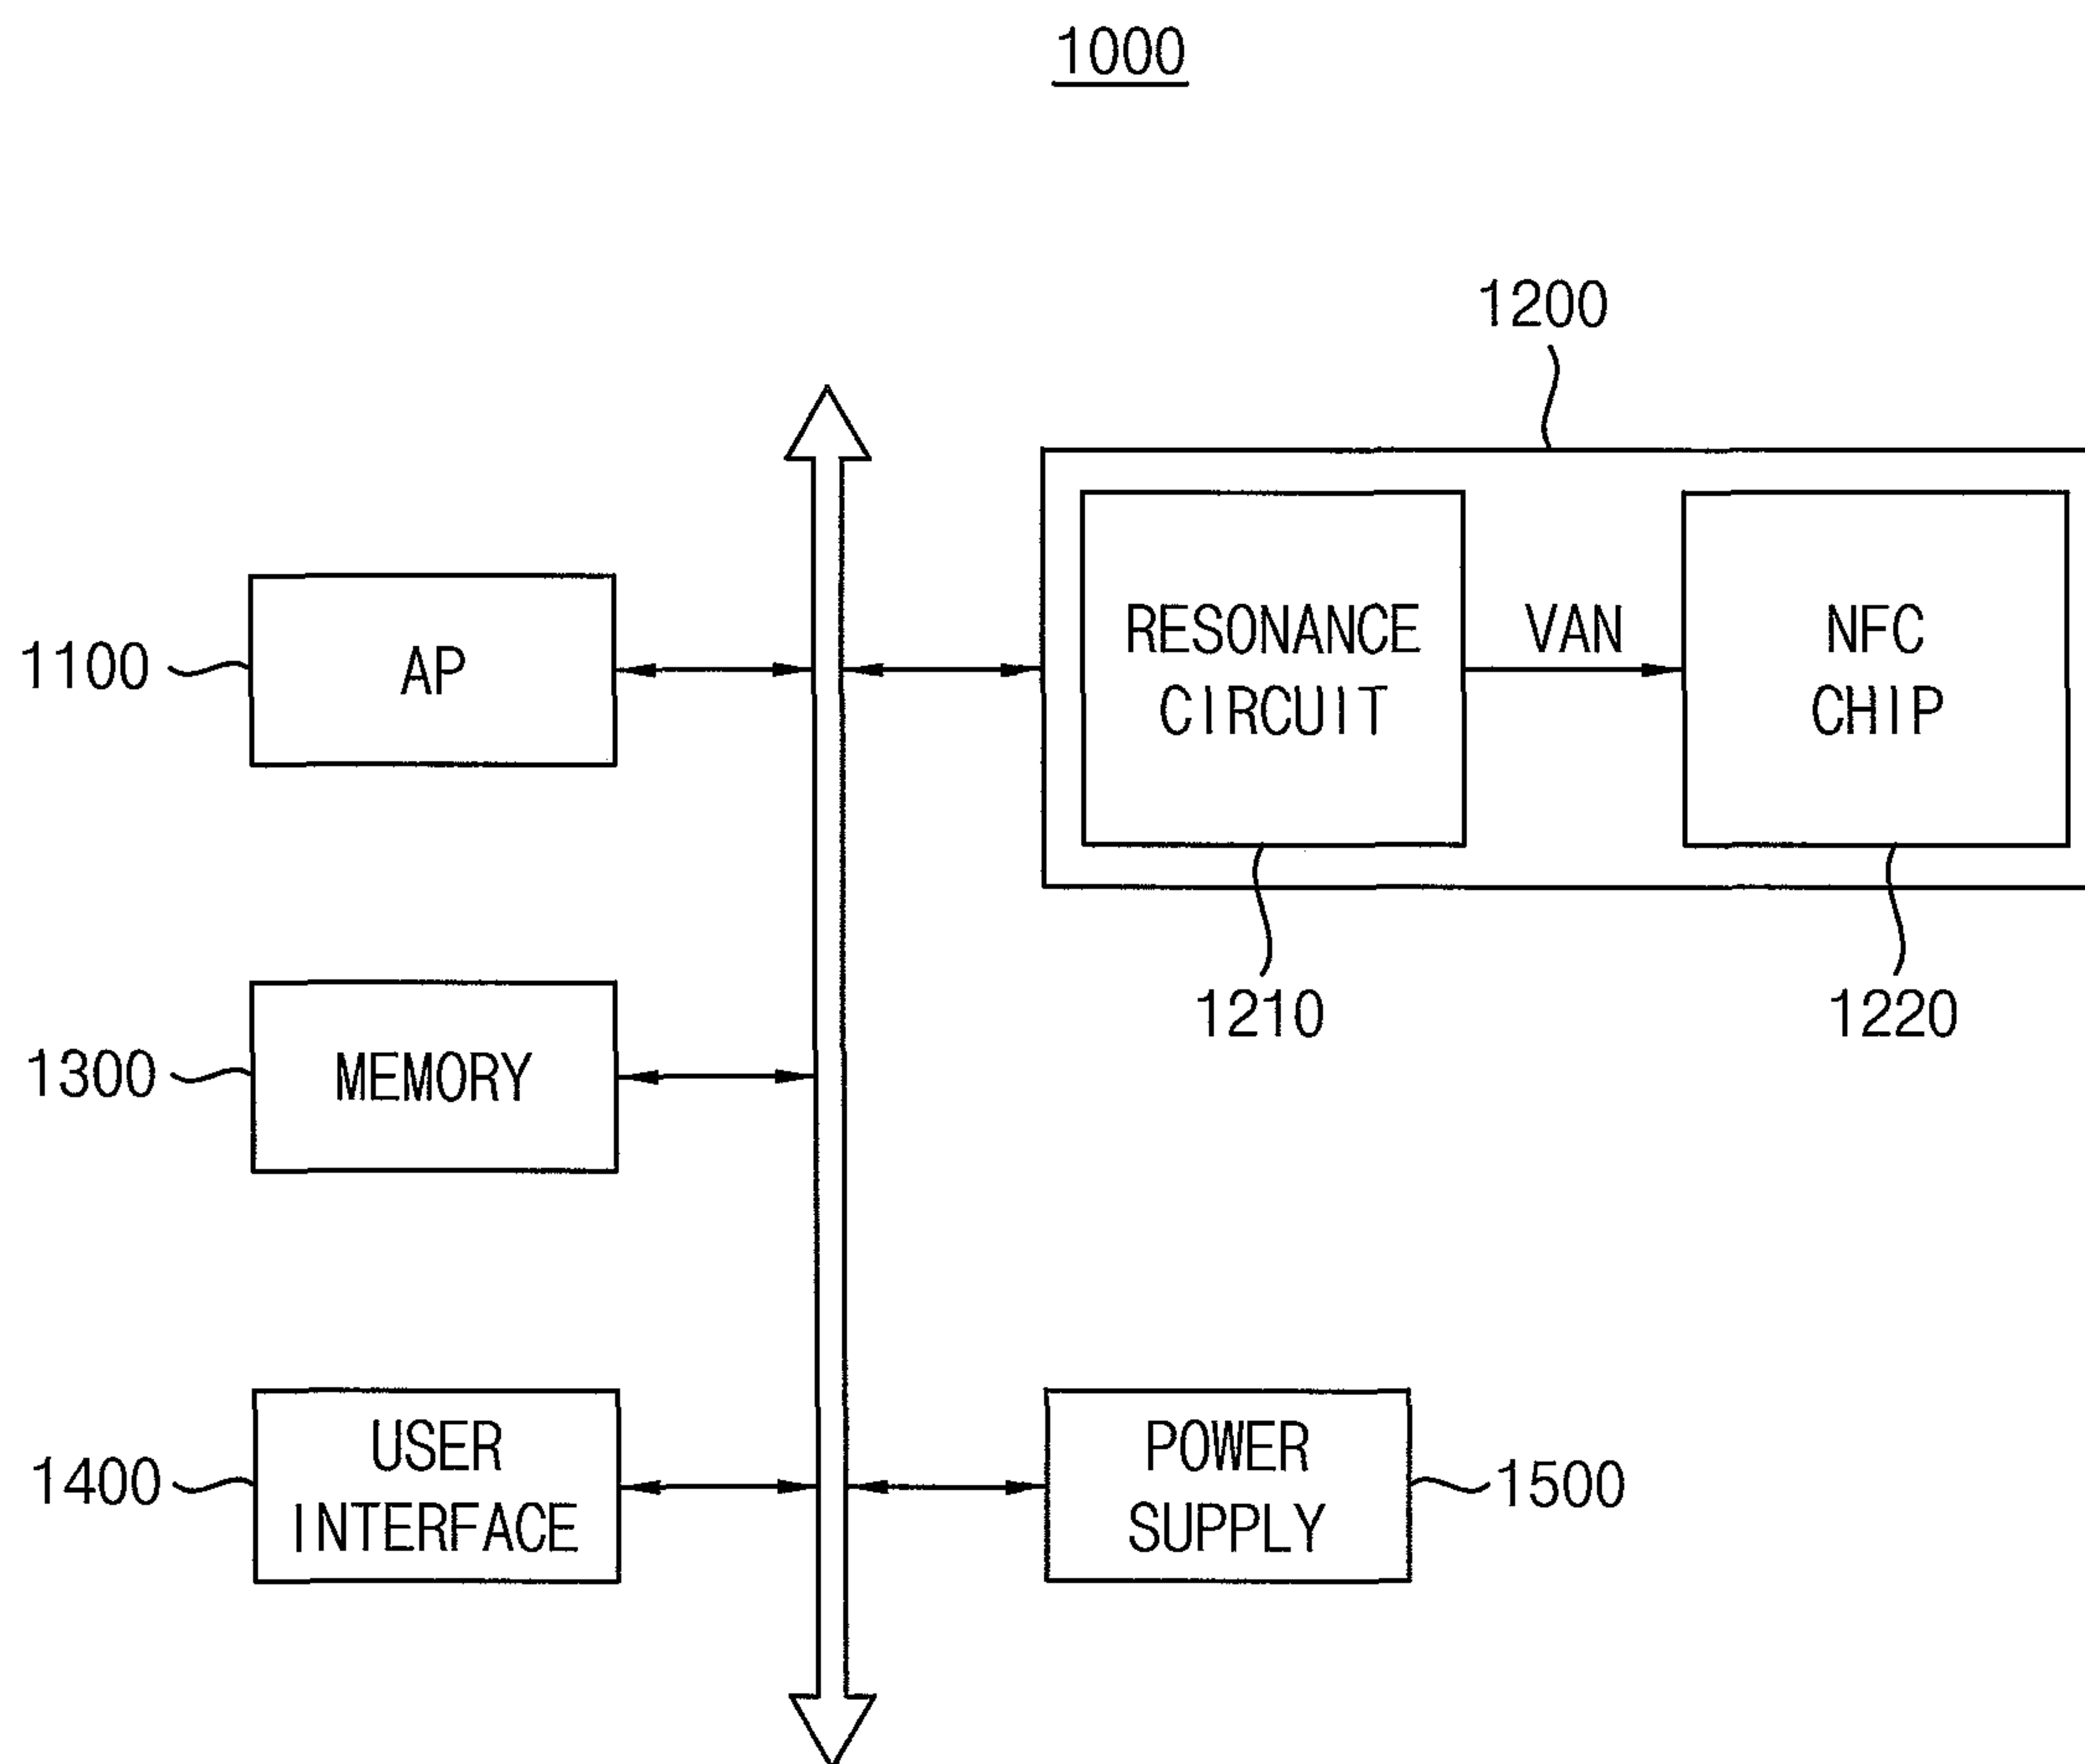 1000
1200
1100
AP
RESONANCE
CIRCUIT
VAN
NFC
CHIP
1210
1220
1300
MEMORY
1400
USER
INTERFACE
POWER
SUPPLY
1500